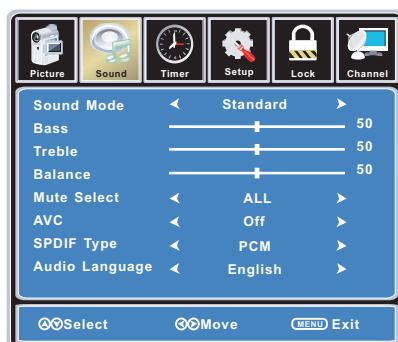 Picture Sound Timer Setup Lock Channel
Sound Mode Standard
Bass 50
Treble 50
Balance 50
Mute Select ALL
AVC Off
SPDIF Type PCM
Audio Language English
Select Move MENU Exit